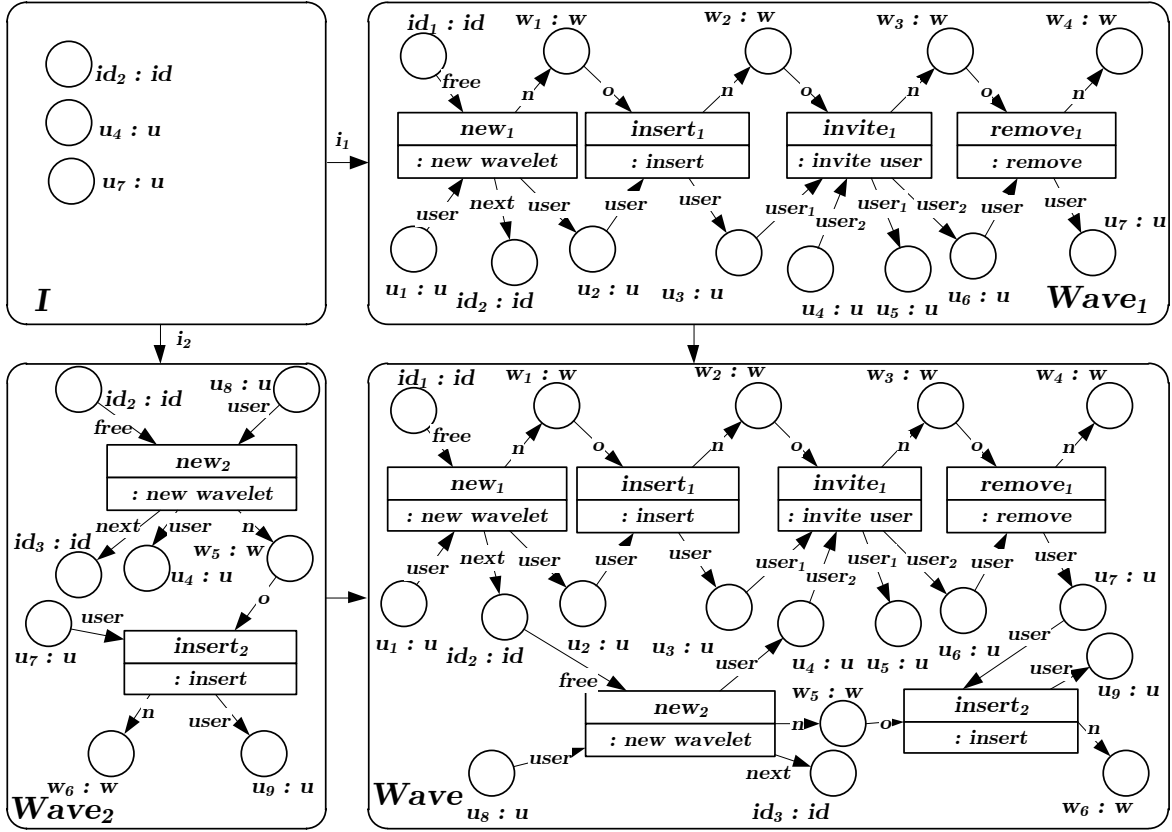 id₂ : id
u₄ : u
u₇ : u
I
i₁
i₂
id₁ : id
w₁ : w
w₂ : w
w₃ : w
w₄ : w
free
n
o
n
o
n
o
n
new₁
: new wavelet
insert₁
: insert
invite₁
: invite user
remove₁
: remove
user
next
user
user
user
user₁
user₂
user₁
user₂
user
user
u₁ : u
id₂ : id
u₂ : u
u₃ : u
u₄ : u
u₅ : u
u₆ : u
u₇ : u
Wave₁
id₂ : id
u₈ : u
free
user
new₂
: new wavelet
next
user
n
id₃ : id
u₄ : u
w₅ : w
o
user
u₇ : u
insert₂
: insert
n
user
w₆ : w
u₉ : u
Wave₂
id₁ : id
w₁ : w
w₂ : w
w₃ : w
w₄ : w
free
n
o
n
o
n
o
n
new₁
: new wavelet
insert₁
: insert
invite₁
: invite user
remove₁
: remove
user
next
user
user
user
user₁
user₂
user₁
user₂
user
user
u₁ : u
id₂ : id
u₂ : u
u₃ : u
u₄ : u
u₅ : u
u₆ : u
u₇ : u
free
user
user
user
u₉ : u
new₂
: new wavelet
n
w₅ : w
o
insert₂
: insert
n
user
next
u₈ : u
id₃ : id
w₆ : w
Wave